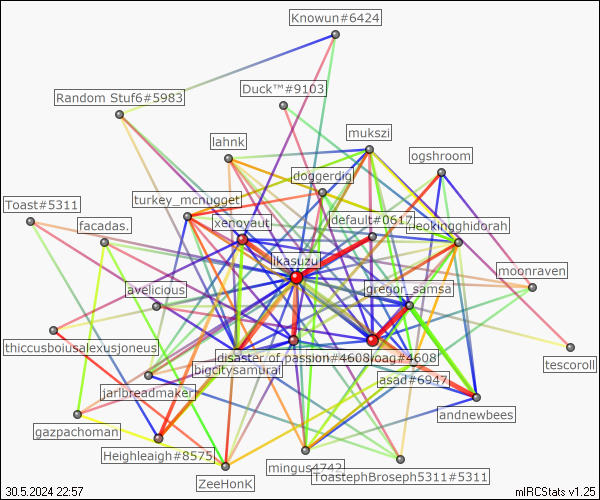 Knowun#6424
Duck™#9103
Random Stuf6#5983
mukszi
lahnk
ogshroom
doggerdig
turkey_mcnugget
Toast#5311
default#0617
xenoyaut
facadas.
neokingghidorah
ikasuzu
moonraven
avelicious
gregor_samsa
thiccusboiusalexusjoneus
disaster of passion#4608
roag#4608
tescoroll
bigcitysamurai
asad#6947
jarlbreadmaker
andnewbees
gazpachoman
Heighleaigh#8575
mingus4742
ToastephBroseph5311#5311
ZeeHonK
30.5.2024 22:57
mIRCStats v1.25